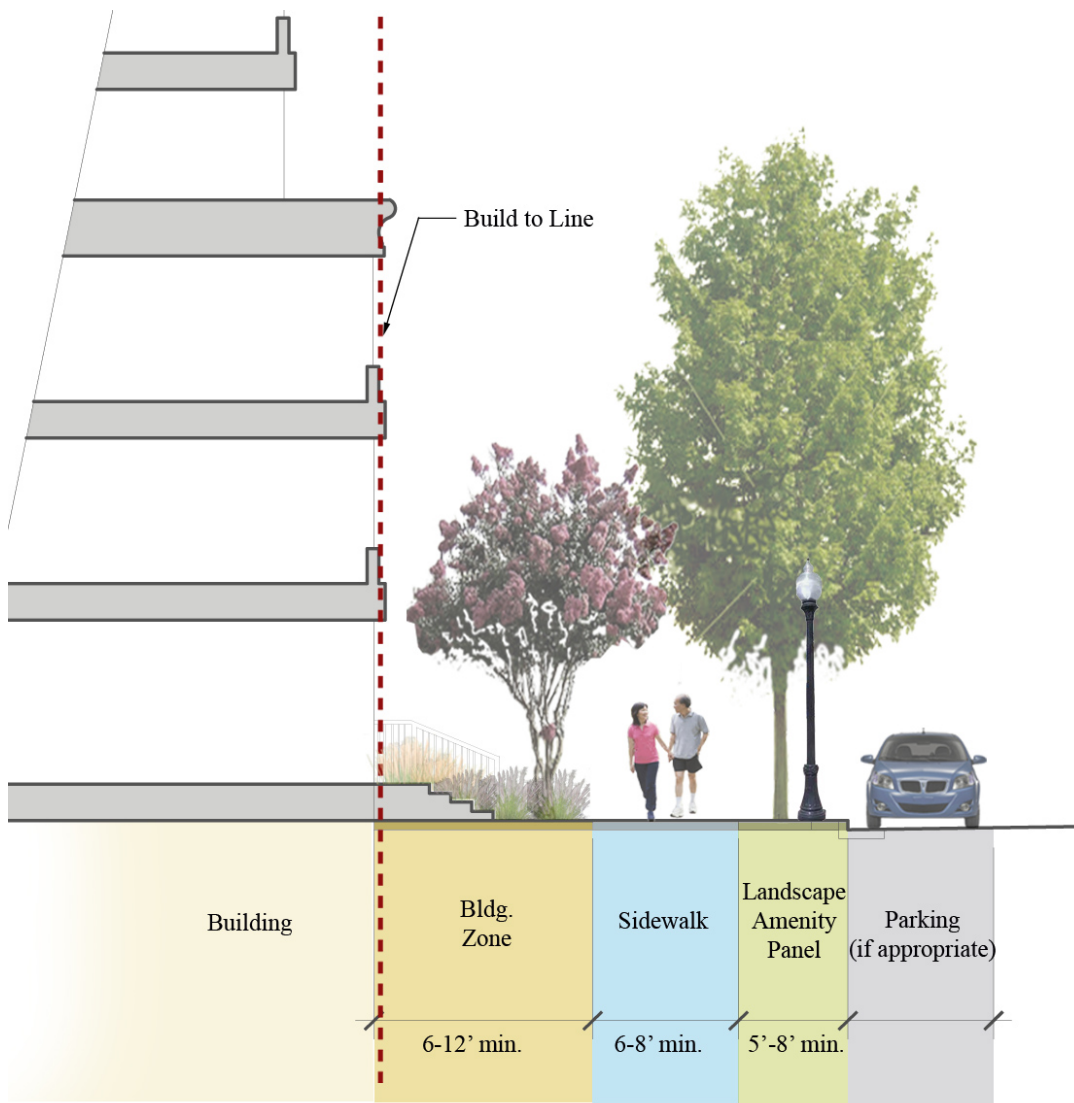 Build to Line
Building
Bldg.
Zone
Sidewalk
Landscape
Amenity
Panel
Parking
(if appropriate)
6-12’ min.
6-8’ min.
5’-8’ min.